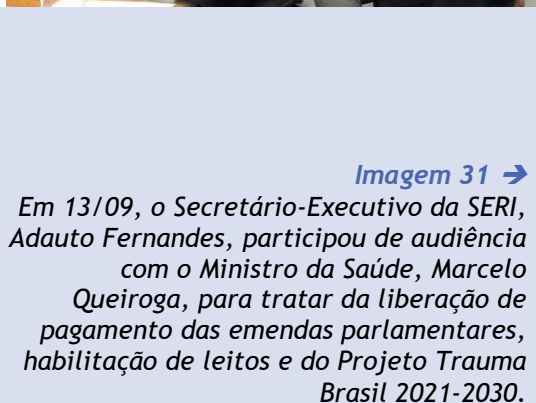 Imagem 31 →
Em 13/09, o Secretário-Executivo da SERI,
Adauto Fernandes, participou de audiência
com o Ministro da Saúde, Marcelo
Queiroga, para tratar da liberação de
pagamento das emendas parlamentares,
habilitação de leitos e do Projeto Trauma
Brasil 2021-2030.